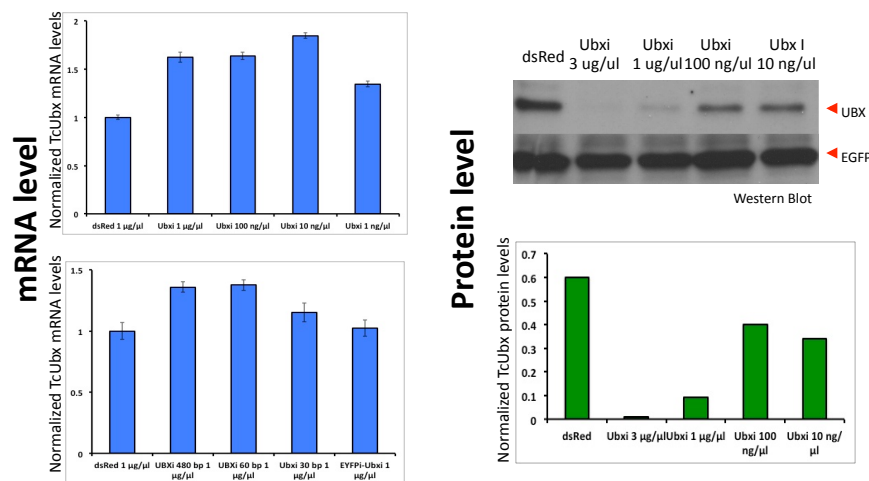 mRNA level
Normalized TcUbx mRNA levels
2
1.5
1
0.5
0
dsRed 1 µg/µl Ubxi 1 µg/µl Ubxi 100 ng/µl Ubxi 10 ng/µl Ubxi 1 ng/µl
Normalized TcUbx mRNA levels
1.5
1
0.5
0
dsRed 1 µg/µl UBXi 480 bp 1 UBXi 60 bp 1 Ubxi 30 bp 1 EYFPi-Ubxi 1
µg/µl µg/µl µg/µl µg/µl
Protein level
dsRed Ubxi Ubxi Ubxi Ubx I
3 ug/ul 1 ug/ul 100 ng/ul 10 ng/ul
UBX
EGFP
Western Blot
Normalized TcUbx protein levels
0.7
0.6
0.5
0.4
0.3
0.2
0.1
0
dsRed Ubxi 3 µg/µl Ubxi 1 µg/µl Ubxi 100 Ubxi 10 ng/
ng/µl µl